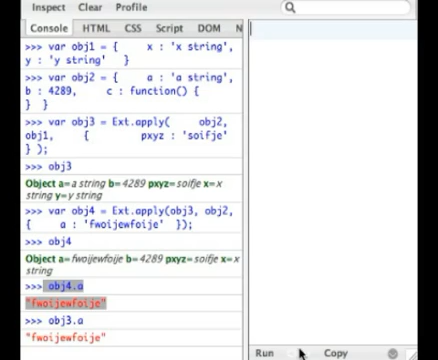 Inspect Clear Profile
Console HTML CSS Script DOM N
>>> var obj1 = { x : 'x string',
y : 'y string' }
>>> var obj2 = { a : 'a string',
b : 4289, c : function() {
} }
>>> var obj3 = Ext.apply( obj2,
obj1, { pxyz : 'soifje'
} );
>>> obj3
Object a=a string b=4289 pxyz=soifje x=x
string y=y string
>>> var obj4 = Ext.apply(obj3, obj2,
{ a : 'fwoijewfoije' });
>>> obj4
Object a=fwoijewfoije b=4289 pxyz=soifje x=x
string
>>> obj4.a
"fwoijewfoije"
>>> obj3.a
"fwoijewfoije"
Run Copy